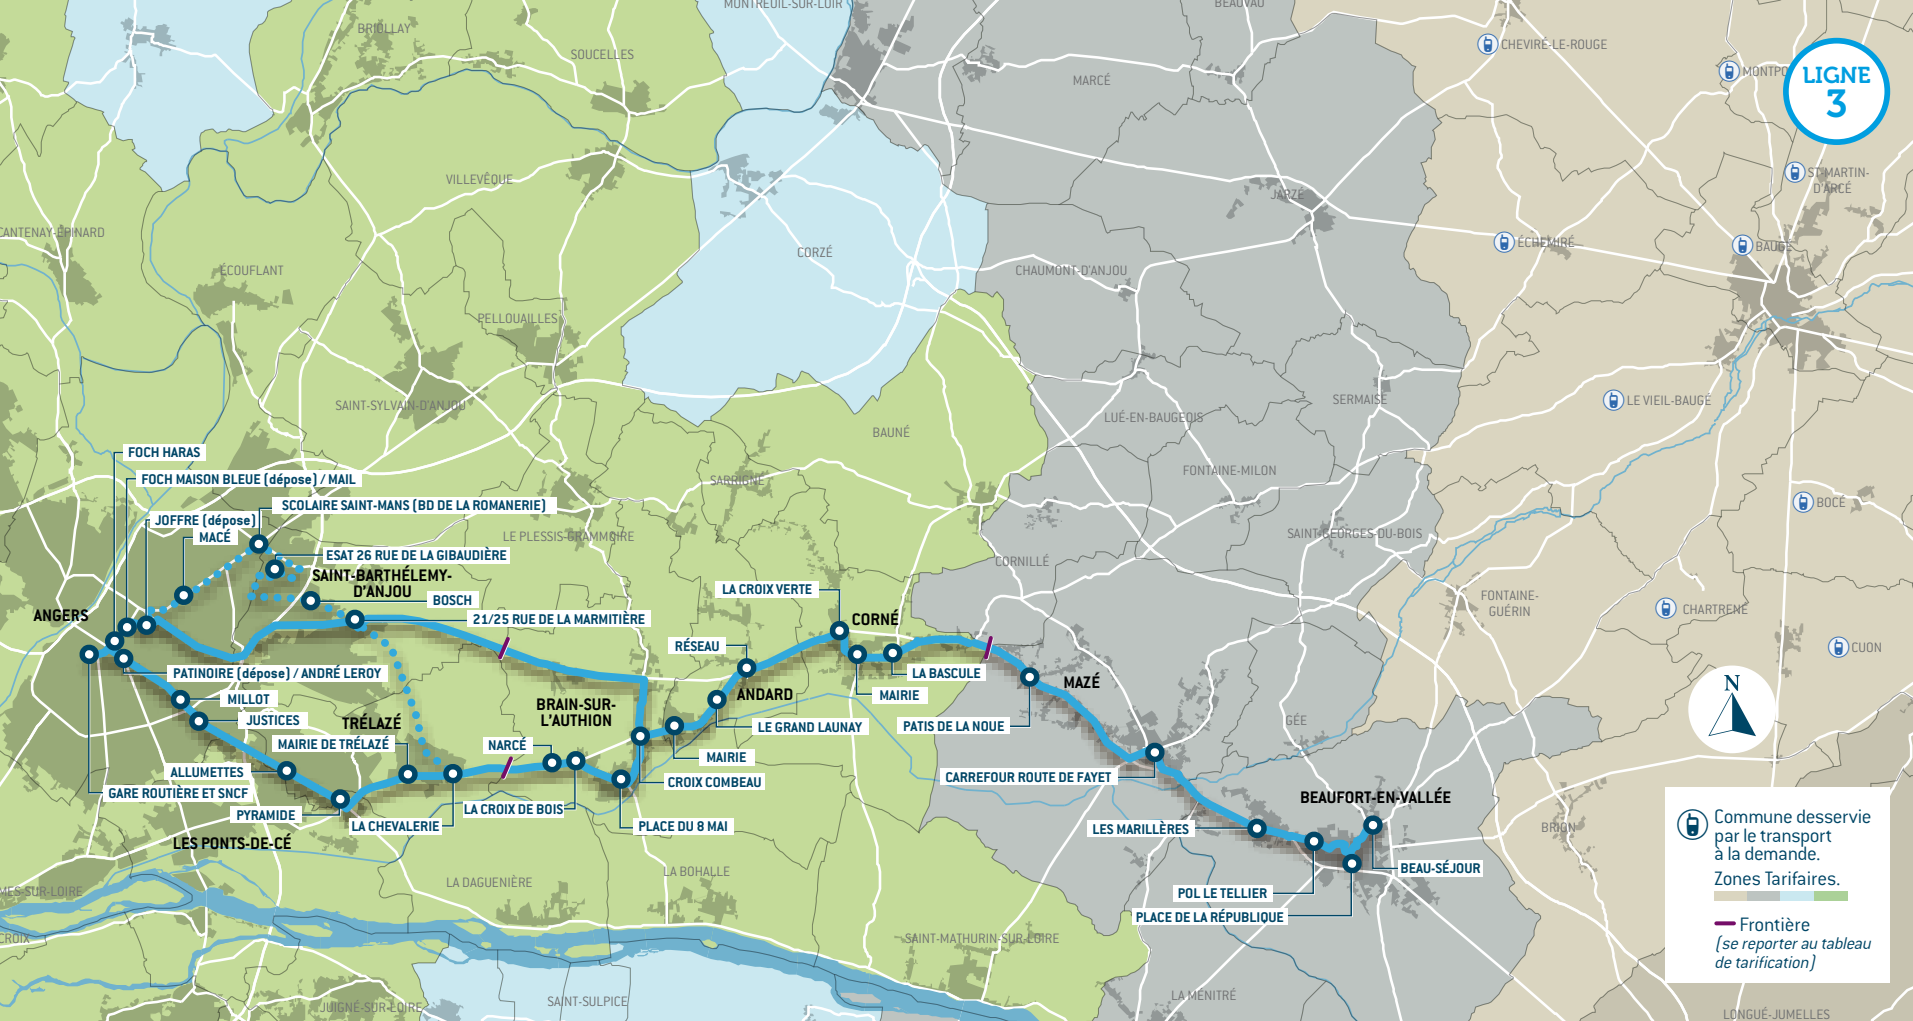 MONTREUIL-SUR-LOIR
BEAUVAU
BRIOLLAY
SOUCELLES
CHEVIRÉ-LE-ROUGE
MARCÉ
MONTPO
LIGNE
3
VILLEVÊQUE
JARZÉ
ST-MARTIN-
D'ARCÉ
CANTENAY-ÉPINARD
CORZÉ
ÉCHEMIRÉ
BAUGÉ
ÉCOUFLANT
CHAUMONT-D'ANJOU
PELLOUAILLES
SAINT-SYLVAIN-D'ANJOU
SERMAISE
LE VIEIL-BAUGÉ
LUÉ-EN-BAUGEOIS
BAUNÉ
FOCH HARAS
FONTAINE-MILON
FOCH MAISON BLEUE (dépose) / MAIL
SARRIGNÉ
SCOLAIRE SAINT-MANS (BD DE LA ROMANERIE)
BOCÉ
JOFFRE (dépose)
MACÉ
LE PLESSIS-GRAMMOIRE
SAINT-GEORGES-DU-BOIS
ESAT 26 RUE DE LA GIBAUDIÈRE
CORNILLÉ
SAINT-BARTHÉLEMY-
D'ANJOU
LA CROIX VERTE
BOSCH
FONTAINE-
GUÉRIN
CHARTRENÉ
ANGERS
21/25 RUE DE LA MARMITIÈRE
CORNÉ
RÉSEAU
CUON
PATINOIRE (dépose) / ANDRÉ LEROY
LA BASCULE
MAZÉ
N
MILLOT
ANDARD
MAIRIE
BRAIN-SUR-
L'AUTHION
JUSTICES
TRÉLAZÉ
LE GRAND LAUNAY
PATIS DE LA NOUE
GÉE
MAIRIE DE TRÉLAZÉ
NARCÉ
MAIRIE
ALLUMETTES
CROIX COMBEAU
CARREFOUR ROUTE DE FAYET
GARE ROUTIÈRE ET SNCF
BEAUFORT-EN-VALLÉE
PYRAMIDE
LA CROIX DE BOIS
LA CHEVALERIE
PLACE DU 8 MAI
LES MARILLÈRES
BRION
LES PONTS-DE-CÉ
BEAU-SÉJOUR
LA BOHALLE
LA DAGUENIÈRE
POL LE TELLIER
MES-SUR-LOIRE
PLACE DE LA RÉPUBLIQUE
CROIX
SAINT-MATHURIN-SUR-LOIRE
SAINT-SULPICE
LA MÉNITRÉ
JUIGNÉ-SUR-LOIRE
LONGUÉ-JUMELLES
Commune desservie
par le transport
à la demande.
Zones Tarifaires.
Frontière
(se reporter au tableau
de tarification)